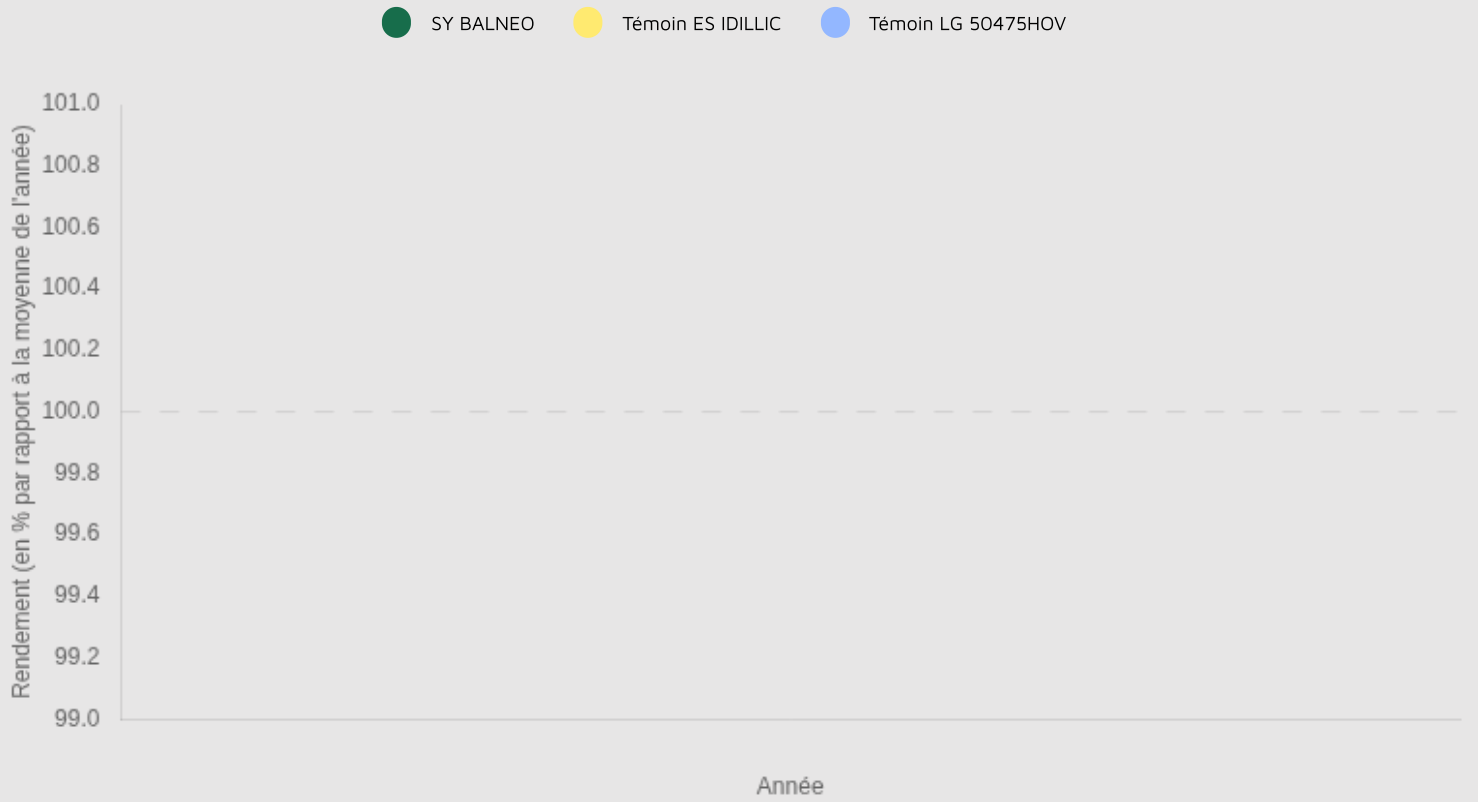 SY BALNEO
Témoin ES IDILLIC
Témoin LG 50475HOV
Rendement (en % par rapport à la moyenne de l'année)
101.0
100.8
100.6
100.4
100.2
100.0
99.8
99.6
99.4
99.2
99.0
Année